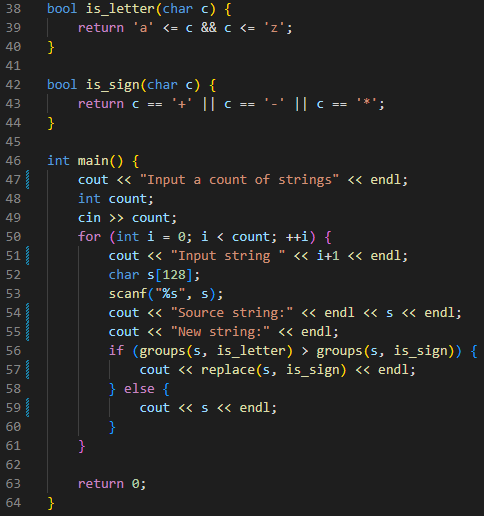 38 bool is_letter(char c) {
39     return 'a' <= c && c <= 'z';
40 }
41
42 bool is_sign(char c) {
43     return c == '+' || c == '-' || c == '*';
44 }
45
46 int main() {
47     cout << "Input a count of strings" << endl;
48     int count;
49     cin >> count;
50     for (int i = 0; i < count; ++i) {
51         cout << "Input string " << i+1 << endl;
52         char s[128];
53         scanf("%s", s);
54         cout << "Source string:" << endl << s << endl;
55         cout << "New string:" << endl;
56         if (groups(s, is_letter) > groups(s, is_sign)) {
57             cout << replace(s, is_sign) << endl;
58         } else {
59             cout << s << endl;
60         }
61     }
62
63     return 0;
64 }